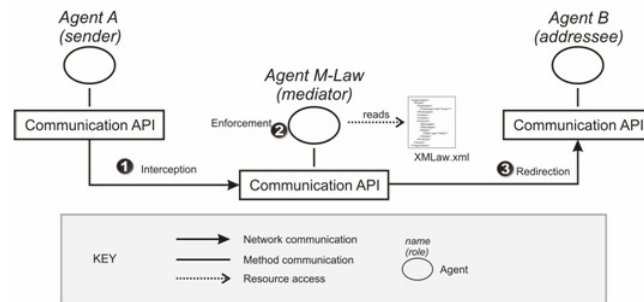 Agent A
(sender)
Agent B
(addressee)
Agent M-Law
(mediator)
Enforcement
2
reads
XMLaw.xml
Communication API
Communication API
1
Interception
Communication API
3
Redirection
KEY
Network communication
Method communication
Resource access
name
(role)
Agent